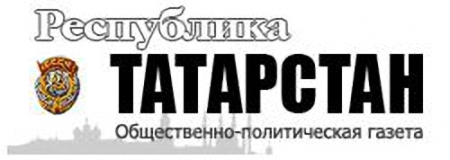 Республика
ТАТАРСТАН
Общественно-политическая газета